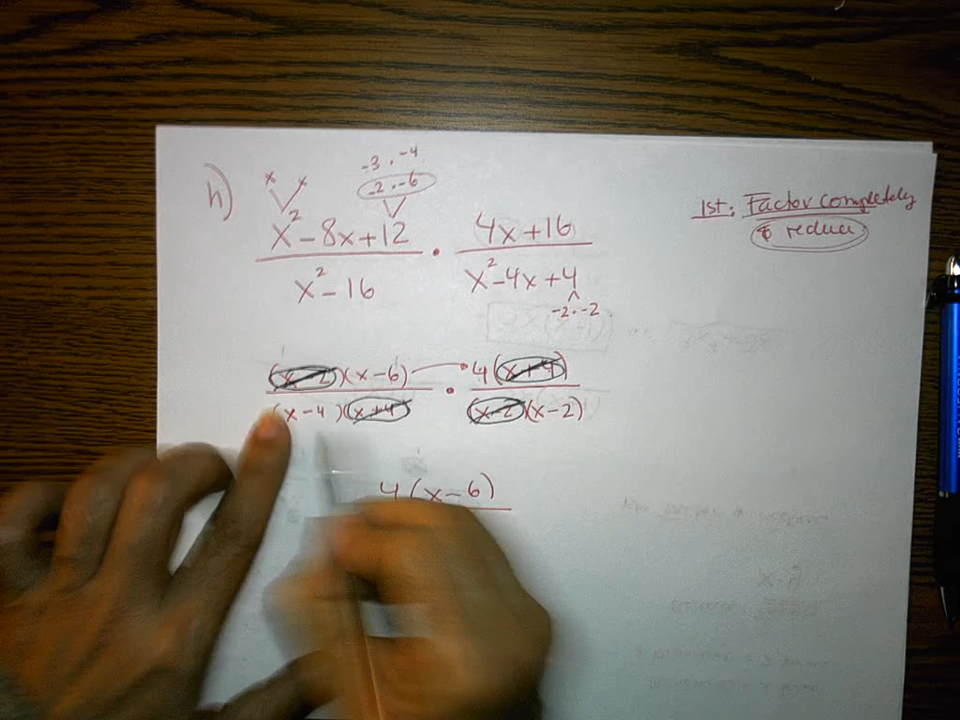 h)
x x
-3 · -4
-2 · -6
x² - 8x + 12 · 4x + 16
x² - 16 x² - 4x + 4
-2 · -2
1st: Factor completely
& reduce
(x-2)(x-6) · 4(x+4)
(x-4)(x+4) (x-2)(x-2)
4(x-6)